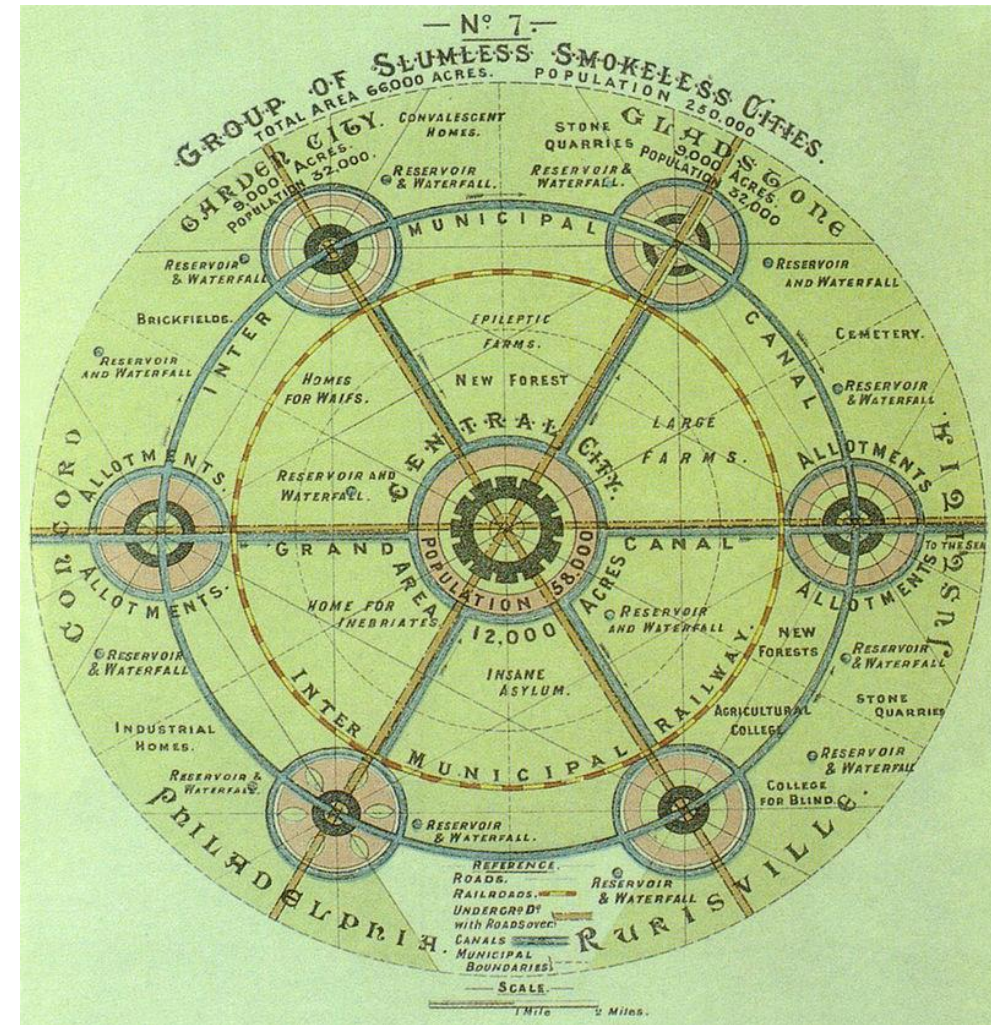 — Nº 7. —
GROUP OF SLUMLESS SMOKELESS CITIES.
TOTAL AREA 66,000 ACRES. POPULATION 250,000
GARDEN CITY.
9,000 ACRES.
POPULATION 32,000.
CONVALESCENT
HOMES.
STONE
QUARRIES
GLADSTONE
9,000 ACRES.
POPULATION
32,000
RESERVOIR
& WATERFALL.
RESERVOIR &
WATERFALL.
INTER MUNICIPAL CANAL
RESERVOIR
& WATERFALL
RESERVOIR
AND WATERFALL
BRICKFIELDS.
EPILEPTIC
FARMS.
CEMETERY.
RESERVOIR
AND WATERFALL
HOMES
FOR WAIFS.
NEW FOREST
LARGE
FARMS.
RESERVOIR
& WATERFALL
CONCORD
ALLOTMENTS.
ALLOTMENTS.
RESERVOIR AND
WATERFALL.
CENTRAL CITY.
POPULATION 58,000
AREA 12,000 ACRES
GRAND CANAL
ALLOTMENTS
ALLOTMENTS
JUSTITIA
TO THE SEA
HOME FOR
INEBRIATES.
RESERVOIR
AND WATERFALL
NEW
FORESTS
RESERVOIR
& WATERFALL
RESERVOIR
& WATERFALL
INSANE
ASYLUM.
STONE
QUARRIES
INDUSTRIAL
HOMES.
INTER MUNICIPAL RAILWAY.
AGRICULTURAL
COLLEGE
RESERVOIR
& WATERFALL
RESERVOIR &
WATERFALL.
COLLEGE
FOR BLIND.
PHILADELPHIA.
RESERVOIR
& WATERFALL.
RURISVILLE.
RESERVOIR
& WATERFALL
REFERENCE.
ROADS.
RAILROADS.
UNDERGRD Dº
with ROADS over.
CANALS
MUNICIPAL
BOUNDARIES
— SCALE. —
1 Mile 2 Miles.